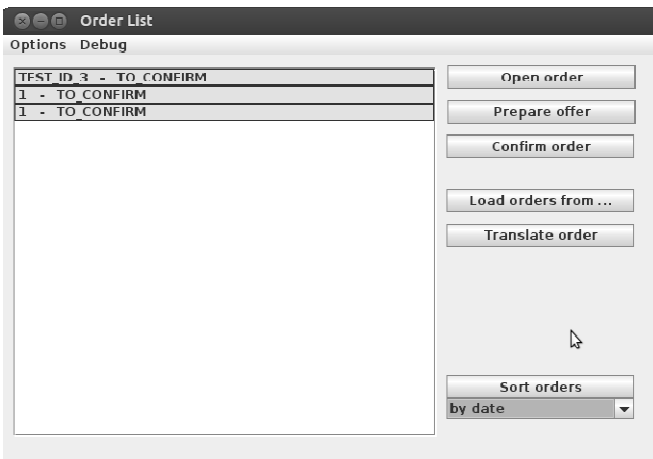 Order List
Options Debug
TEST_ID_3 - TO_CONFIRM
1 - TO_CONFIRM
1 - TO_CONFIRM
Open order
Prepare offer
Confirm order
Load orders from ...
Translate order
Sort orders
by date